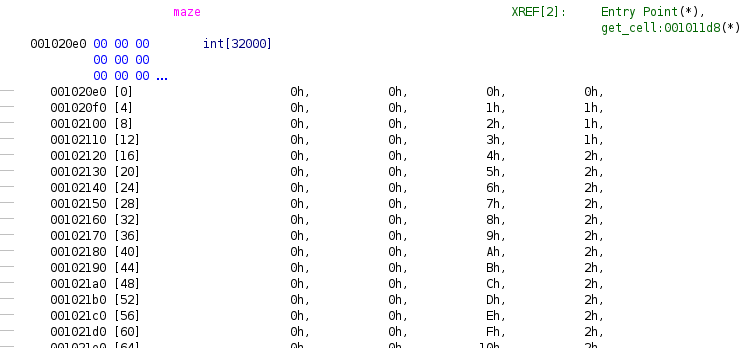 maze XREF[2]: Entry Point(*),
get_cell:001011d8(*)
001020e0 00 00 00 int[32000]
00 00 00
00 00 00 ...
001020e0 [0] 0h, 0h, 0h, 0h,
001020f0 [4] 0h, 0h, 1h, 1h,
00102100 [8] 0h, 0h, 2h, 1h,
00102110 [12] 0h, 0h, 3h, 1h,
00102120 [16] 0h, 0h, 4h, 2h,
00102130 [20] 0h, 0h, 5h, 2h,
00102140 [24] 0h, 0h, 6h, 2h,
00102150 [28] 0h, 0h, 7h, 2h,
00102160 [32] 0h, 0h, 8h, 2h,
00102170 [36] 0h, 0h, 9h, 2h,
00102180 [40] 0h, 0h, Ah, 2h,
00102190 [44] 0h, 0h, Bh, 2h,
001021a0 [48] 0h, 0h, Ch, 2h,
001021b0 [52] 0h, 0h, Dh, 2h,
001021c0 [56] 0h, 0h, Eh, 2h,
001021d0 [60] 0h, 0h, Fh, 2h,
001021e0 [64] 0h, 0h, 10h, 2h,